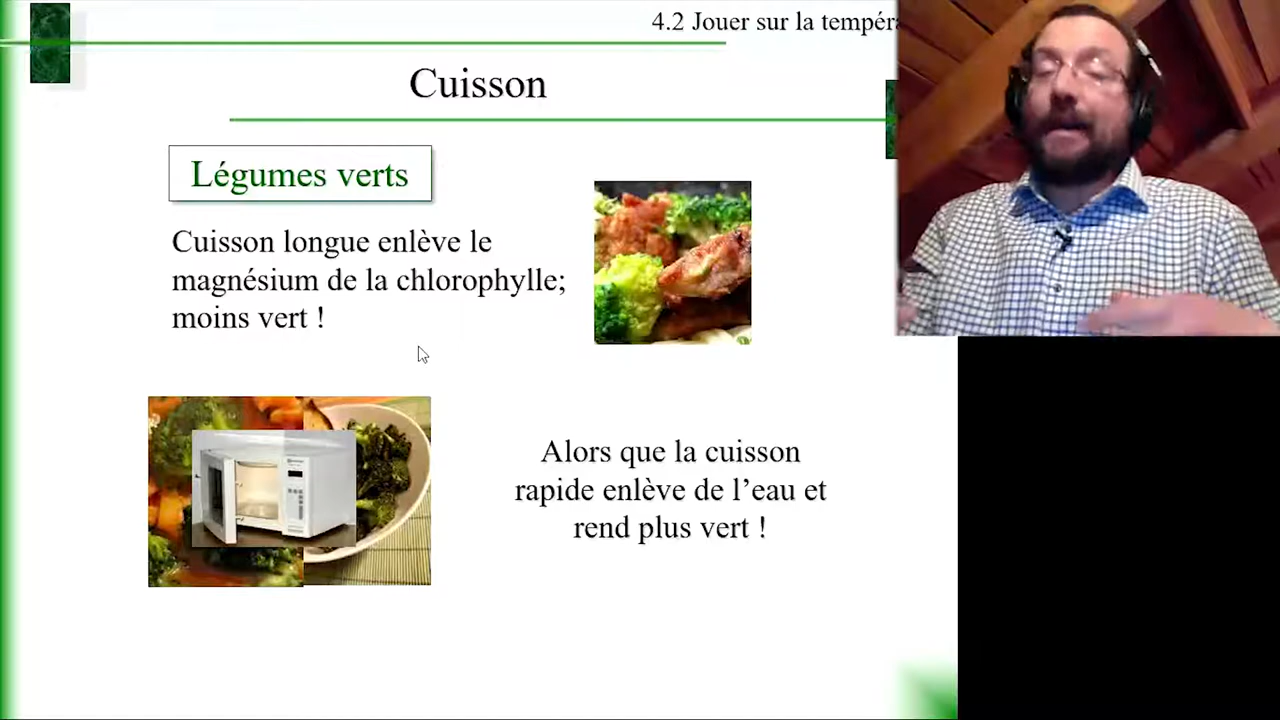 4.2 Jouer sur la tempéra
Cuisson
Légumes verts
Cuisson longue enlève le
magnésium de la chlorophylle;
moins vert !
Alors que la cuisson
rapide enlève de l’eau et
rend plus vert !